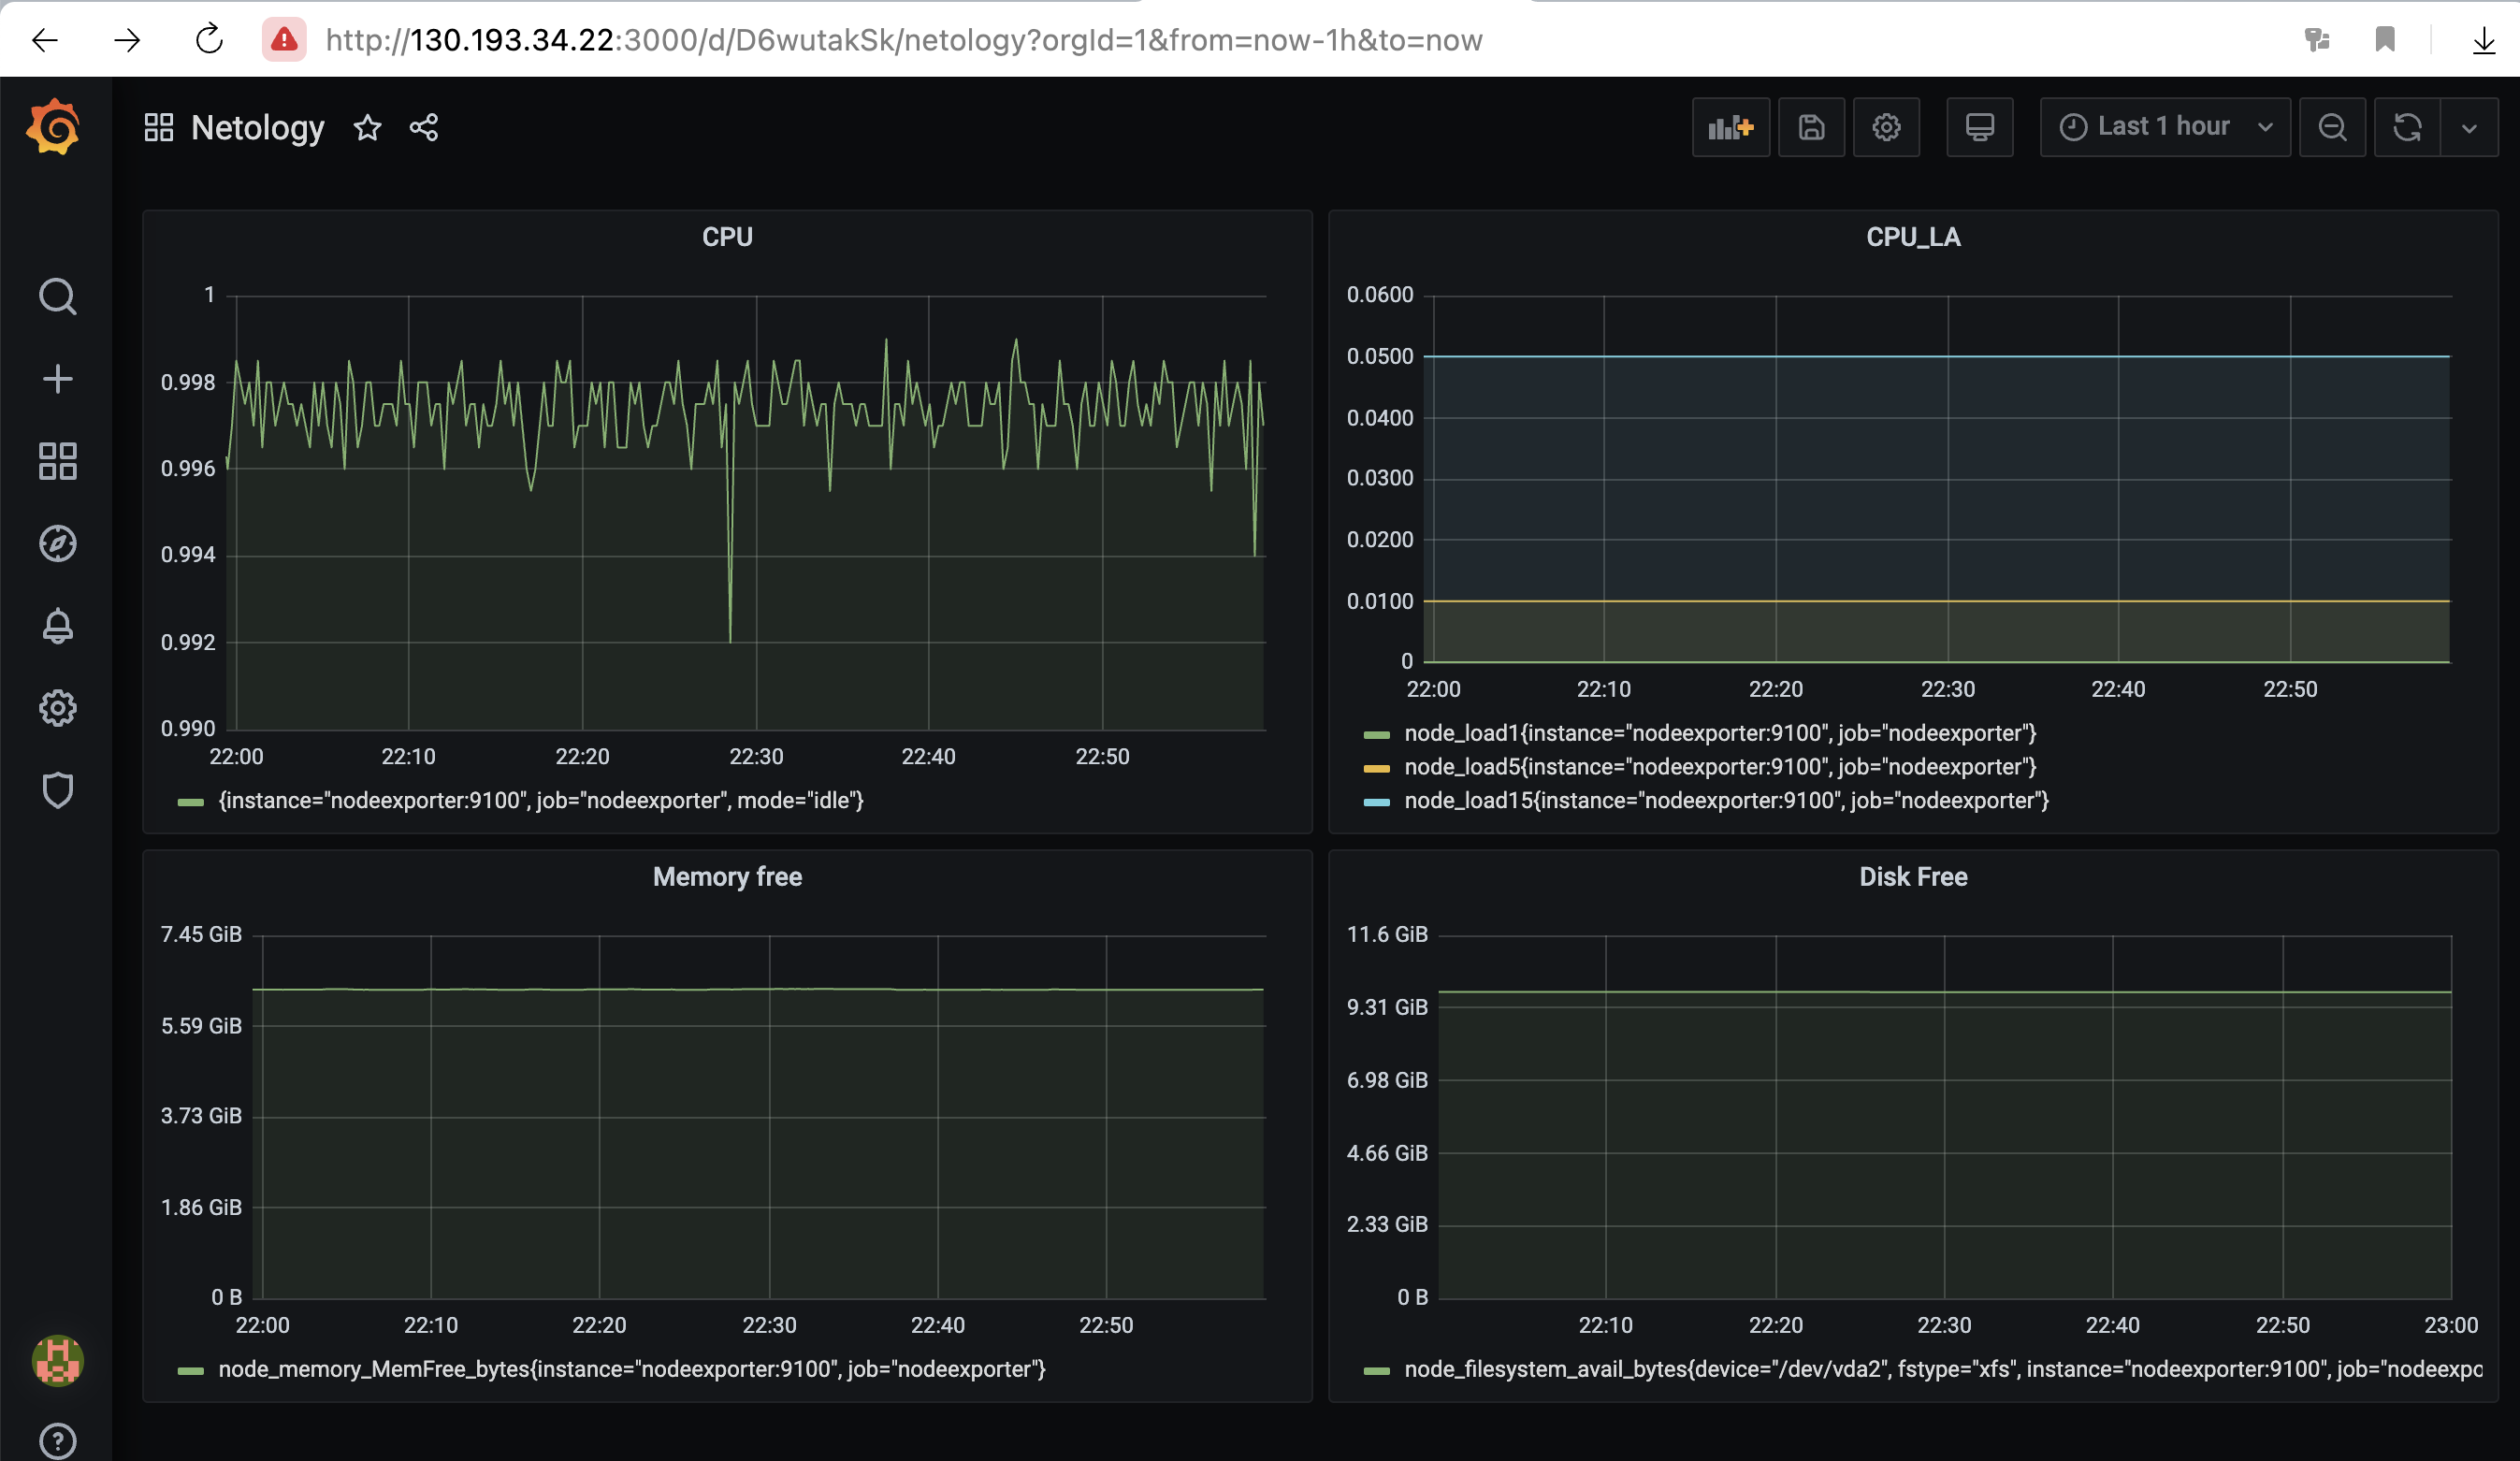 http://130.193.34.22:3000/d/D6wutakSk/netology?orgId=1&from=now-1h&to=now
Netology
Last 1 hour
CPU
1
0.998
0.996
0.994
0.992
0.990
22:00 22:10 22:20 22:30 22:40 22:50
{instance="nodeexporter:9100", job="nodeexporter", mode="idle"}
CPU_LA
0.0600
0.0500
0.0400
0.0300
0.0200
0.0100
0
22:00 22:10 22:20 22:30 22:40 22:50
node_load1{instance="nodeexporter:9100", job="nodeexporter"}
node_load5{instance="nodeexporter:9100", job="nodeexporter"}
node_load15{instance="nodeexporter:9100", job="nodeexporter"}
Memory free
7.45 GiB
5.59 GiB
3.73 GiB
1.86 GiB
0 B
22:00 22:10 22:20 22:30 22:40 22:50
node_memory_MemFree_bytes{instance="nodeexporter:9100", job="nodeexporter"}
Disk Free
11.6 GiB
9.31 GiB
6.98 GiB
4.66 GiB
2.33 GiB
0 B
22:10 22:20 22:30 22:40 22:50 23:00
node_filesystem_avail_bytes{device="/dev/vda2", fstype="xfs", instance="nodeexporter:9100", job="nodeexpo